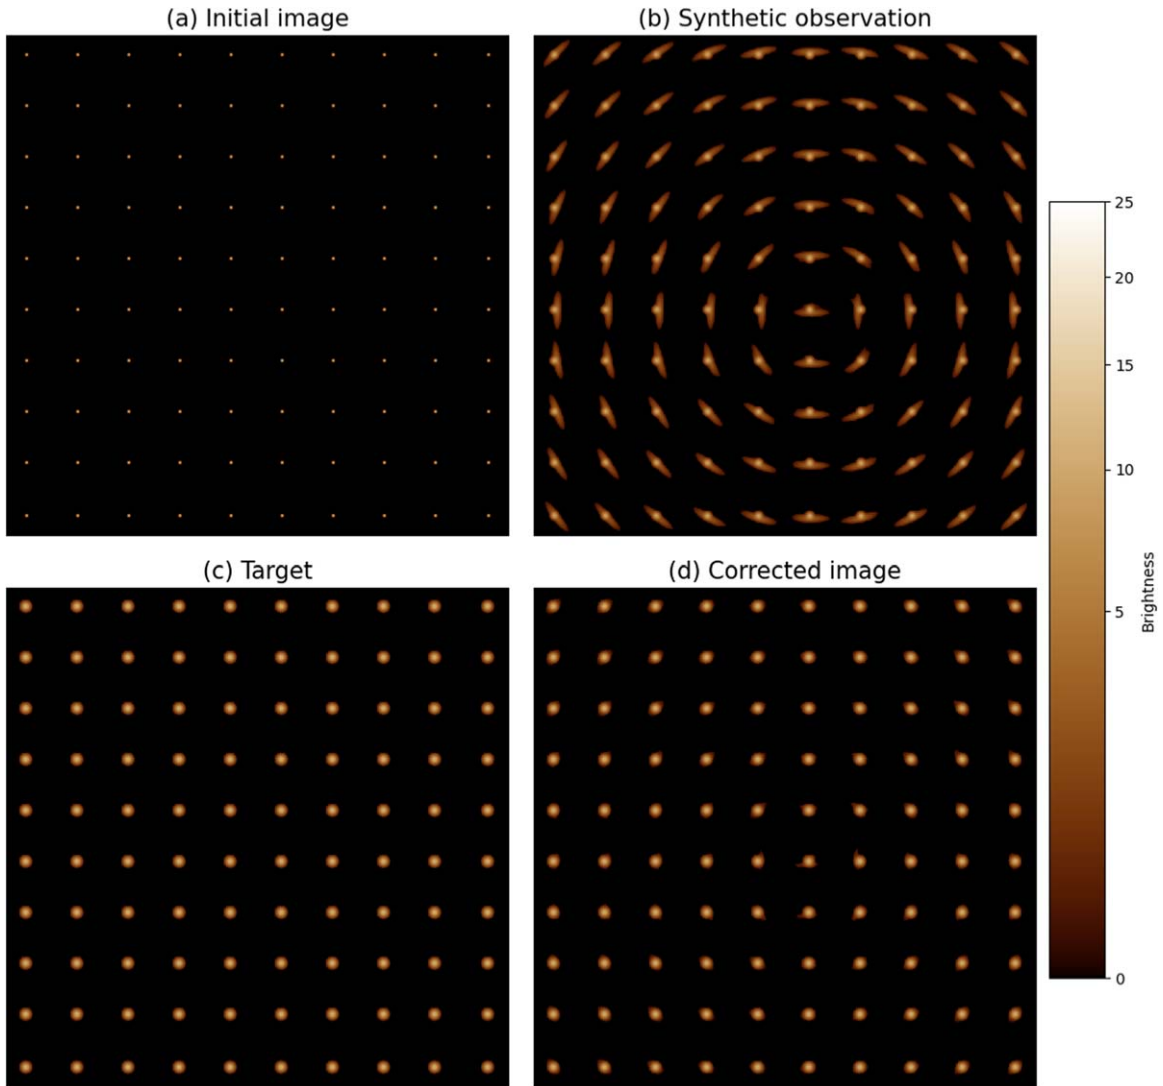 (a) Initial image
(b) Synthetic observation
25
20
15
10
5
0
Brightness
(c) Target
(d) Corrected image